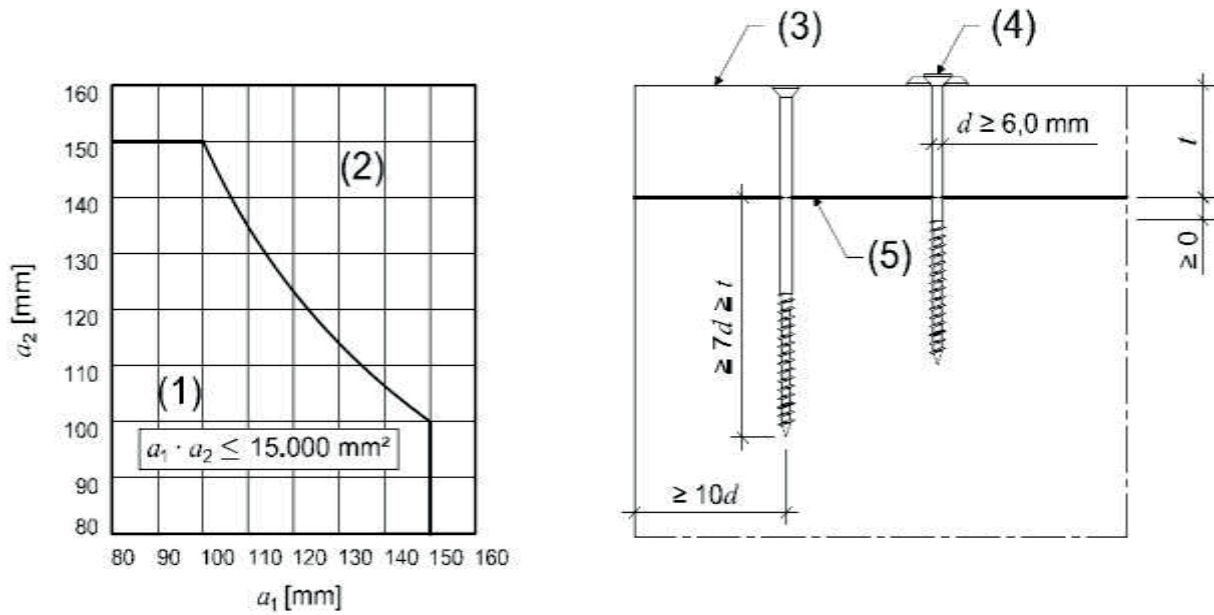 160
150
140
130
120
110
100
90
80
a₂ [mm]
(2)
(1)
a₁ · a₂ ≤ 15.000 mm²
80 90 100 110 120 130 140 150 160
a₁ [mm]
(3)
(4)
d ≥ 6,0 mm
t
(5)
≥ 0
≥ 7d ≥ t
≥ 10d